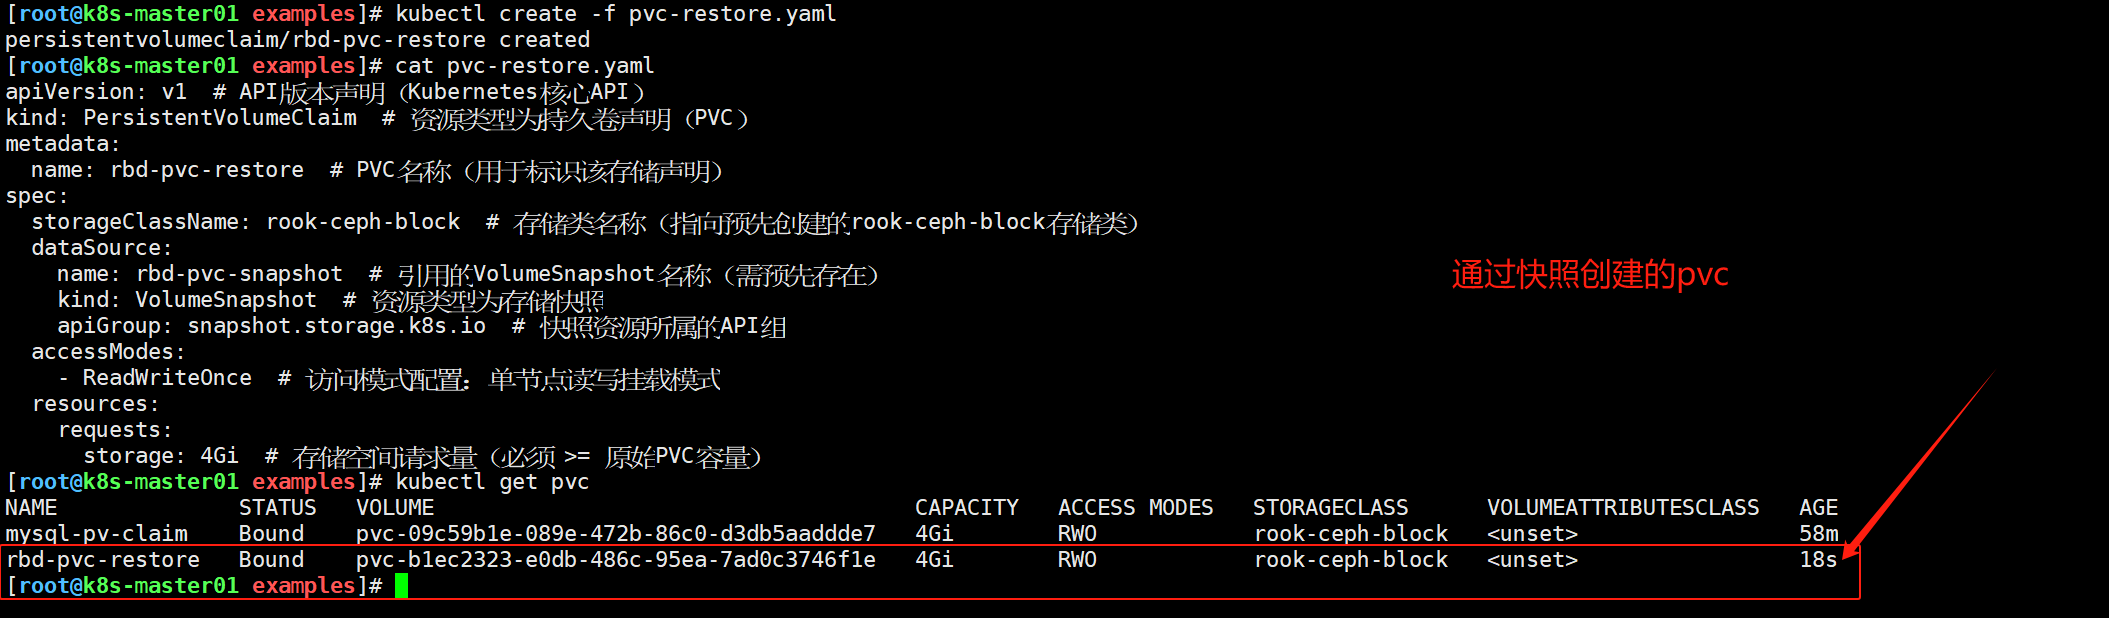 [root@k8s-master01 examples]# kubectl create -f pvc-restore.yaml
persistentvolumeclaim/rbd-pvc-restore created
[root@k8s-master01 examples]# cat pvc-restore.yaml
apiVersion: v1  # API版本声明（Kubernetes核心API）
kind: PersistentVolumeClaim  # 资源类型为持久卷声明（PVC）
metadata:
  name: rbd-pvc-restore  # PVC名称（用于标识该存储声明）
spec:
  storageClassName: rook-ceph-block  # 存储类名称（指向预先创建的rook-ceph-block存储类）
  dataSource:
    name: rbd-pvc-snapshot  # 引用的VolumeSnapshot名称（需预先存在）
    kind: VolumeSnapshot  # 资源类型为存储快照
    apiGroup: snapshot.storage.k8s.io  # 快照资源所属的API组
  accessModes:
    - ReadWriteOnce  # 访问模式配置：单节点读写挂载模式
  resources:
    requests:
      storage: 4Gi  # 存储空间请求量（必须 >= 原始PVC容量）
[root@k8s-master01 examples]# kubectl get pvc
NAME              STATUS   VOLUME                                     CAPACITY   ACCESS MODES   STORAGECLASS      VOLUMEATTRIBUTESCLASS   AGE
mysql-pv-claim    Bound    pvc-09c59b1e-089e-472b-86c0-d3db5aaddde7   4Gi        RWO            rook-ceph-block   <unset>                 58m
rbd-pvc-restore   Bound    pvc-b1ec2323-e0db-486c-95ea-7ad0c3746f1e   4Gi        RWO            rook-ceph-block   <unset>                 18s
[root@k8s-master01 examples]#
通过快照创建的pvc